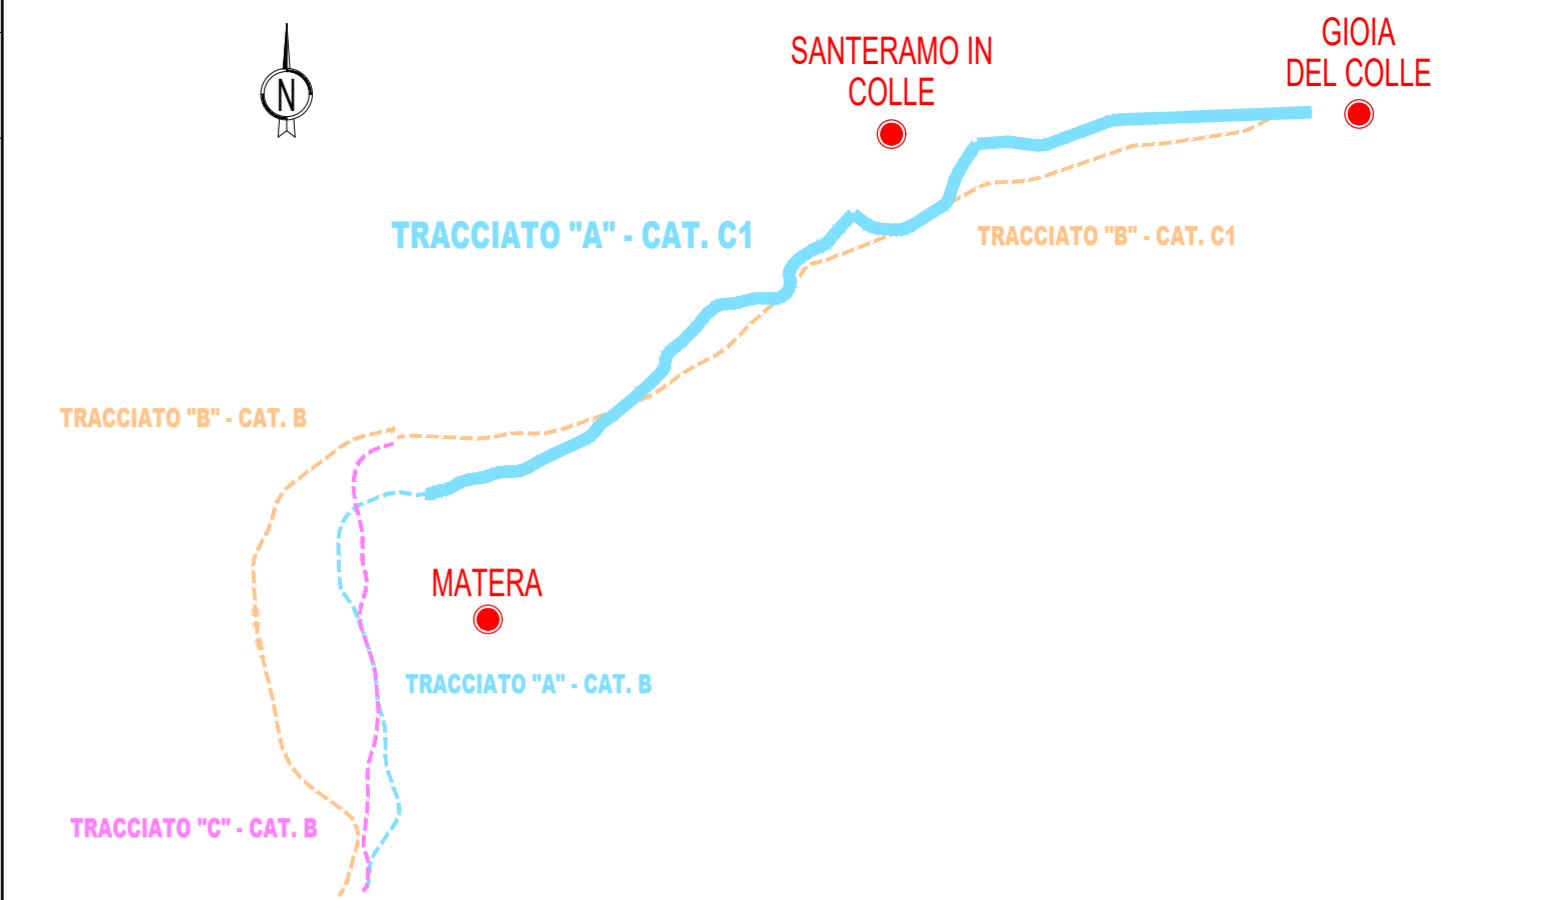 GIOIA
DEL COLLE
SANTERAMO IN
COLLE
N
TRACCIATO "A" - CAT. C1
TRACCIATO "B" - CAT. C1
TRACCIATO "B" - CAT. B
MATERA
TRACCIATO "A" - CAT. B
TRACCIATO "C" - CAT. B